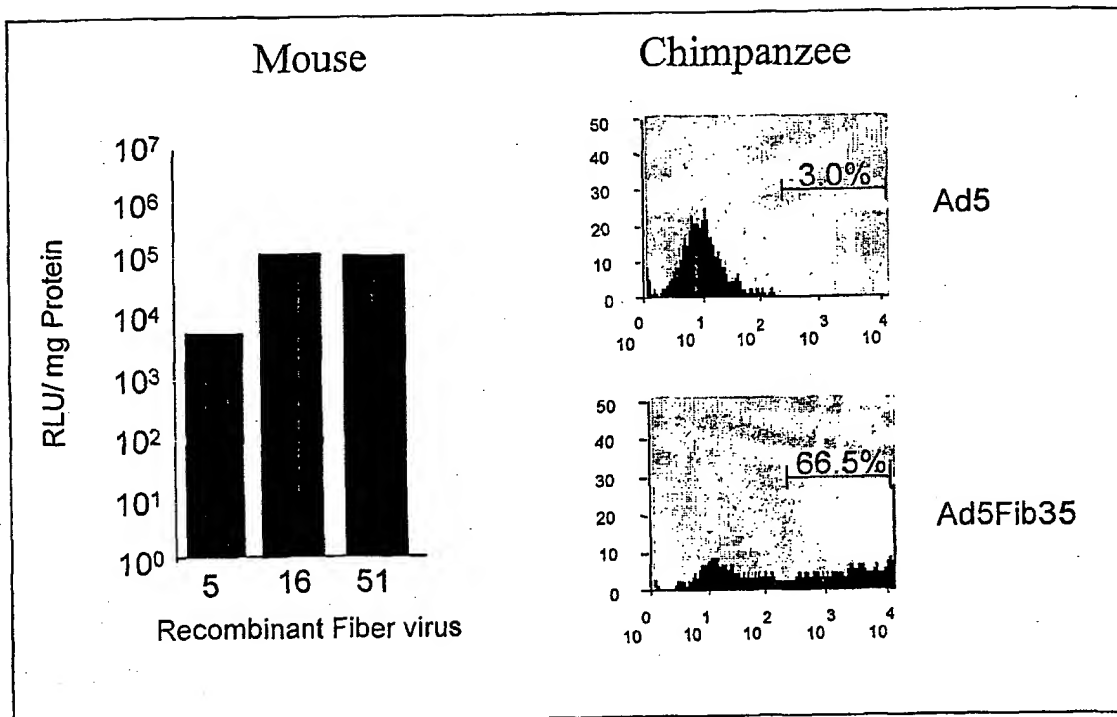 Mouse
RLU/ mg Protein
10⁷
10⁶
10⁵
10⁴
10³
10²
10¹
10⁰
5 16 51
Recombinant Fiber virus
Chimpanzee
50
40
30
20
10
0
3.0%
Ad5
10⁰ 10¹ 10² 10³ 10⁴
50
40
30
20
10
0
66.5%
Ad5Fib35
10⁰ 10¹ 10² 10³ 10⁴